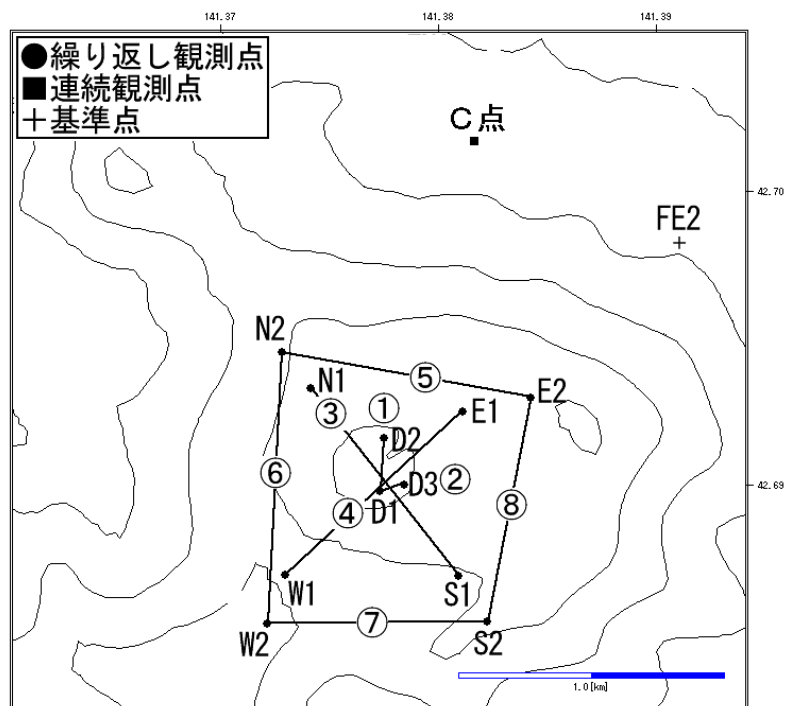 141.37
141.38
141.39
●繰り返し観測点
■連続観測点
＋基準点
C点
42.70
FE2
N2
⑤
N1
E2
③
①
E1
D2
⑥
②
D3
42.69
⑧
④
D1
W1
S1
W2
⑦
S2
1.0[km]